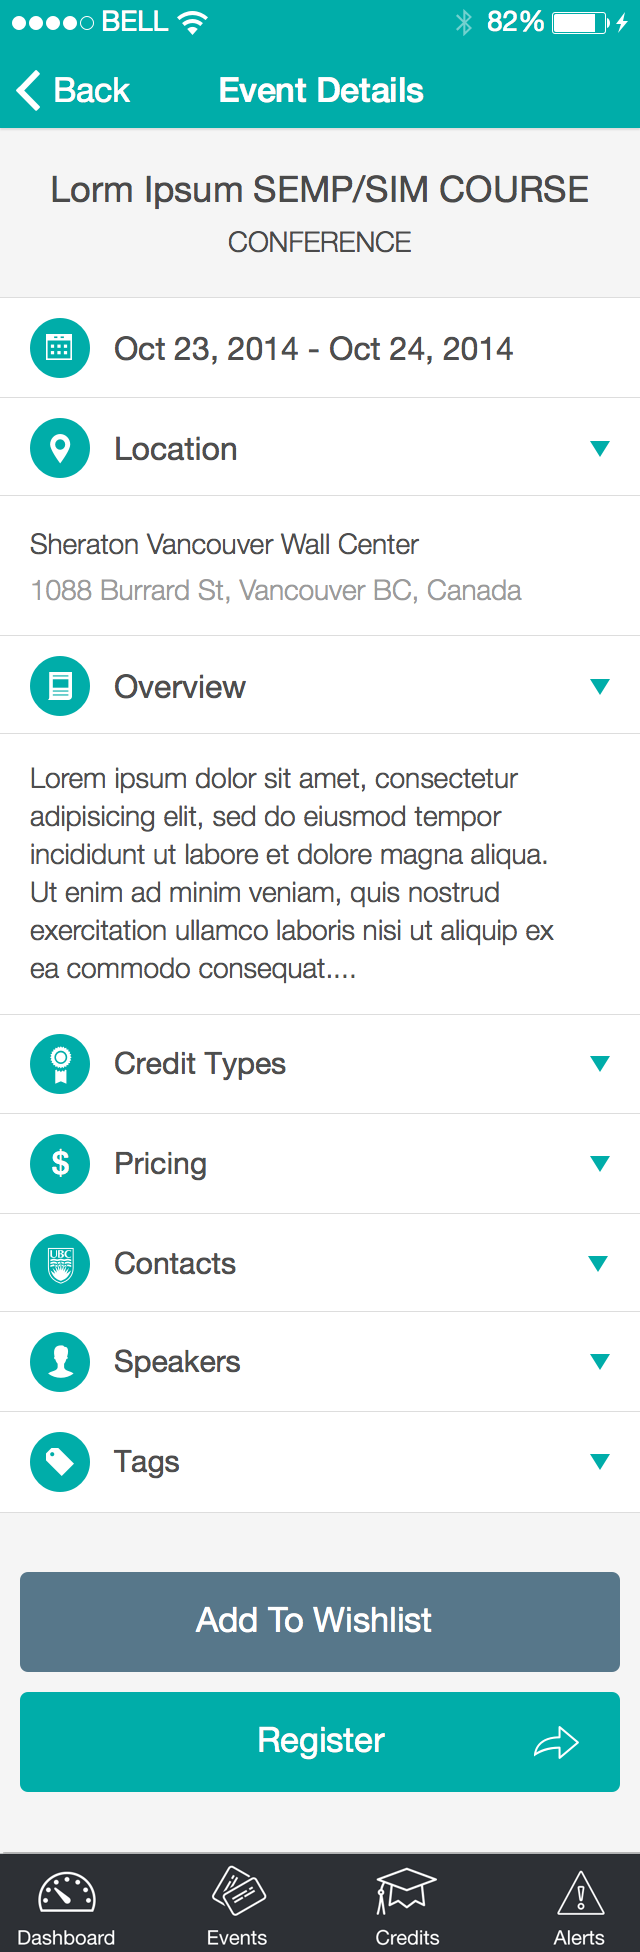 BELL 82%
Back Event Details
Lorm Ipsum SEMP/SIM COURSE
CONFERENCE
Oct 23, 2014 - Oct 24, 2014
Location
Sheraton Vancouver Wall Center
1088 Burrard St, Vancouver BC, Canada
Overview
Lorem ipsum dolor sit amet, consectetur
adipisicing elit, sed do eiusmod tempor
incididunt ut labore et dolore magna aliqua.
Ut enim ad minim veniam, quis nostrud
exercitation ullamco laboris nisi ut aliquip ex
ea commodo consequat....
Credit Types
$ Pricing
UBC Contacts
Speakers
Tags
Add To Wishlist
Register
Dashboard Events Credits Alerts